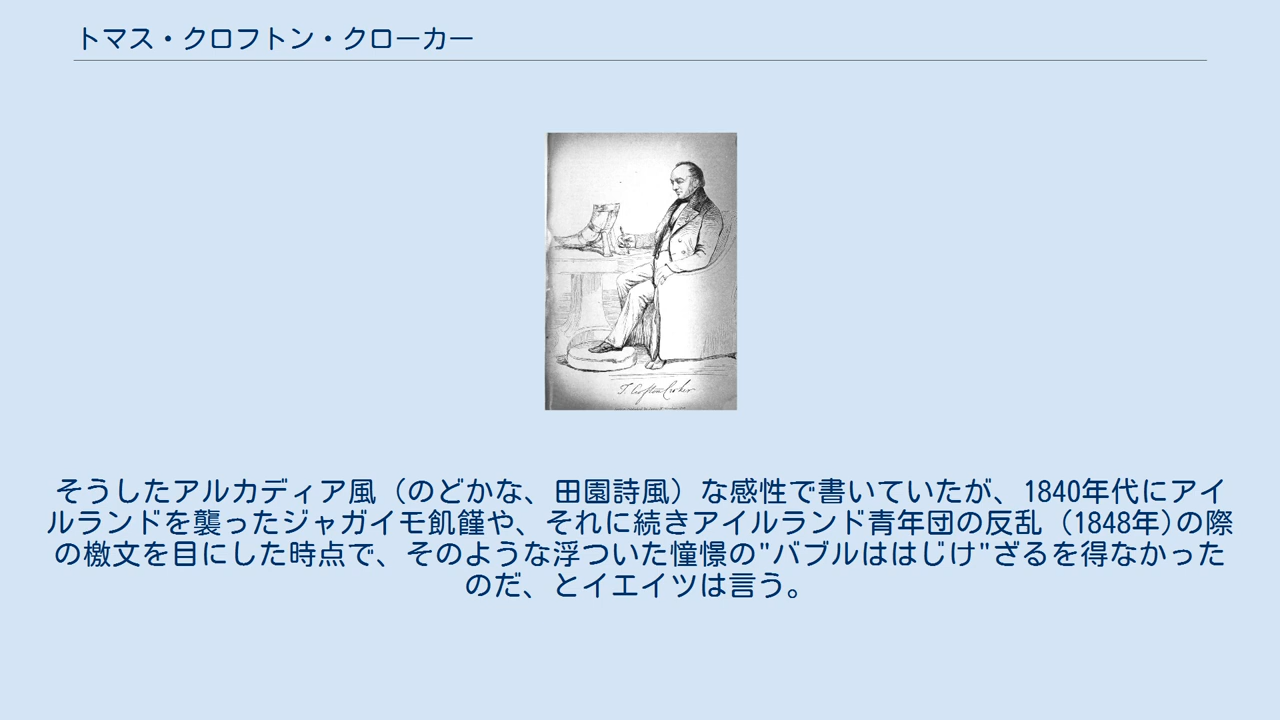 トマス・クロフトン・クローカー
T. Crofton Croker
そうしたアルカディア風（のどかな、田園詩風）な感性で書いていたが、1840年代にアイ
ルランドを襲ったジャガイモ飢饉や、それに続きアイルランド青年団の反乱（1848年)の際
の檄文を目にした時点で、そのような浮ついた憧憬の"バブルははじけ"ざるを得なかった
のだ、とイエイツは言う。